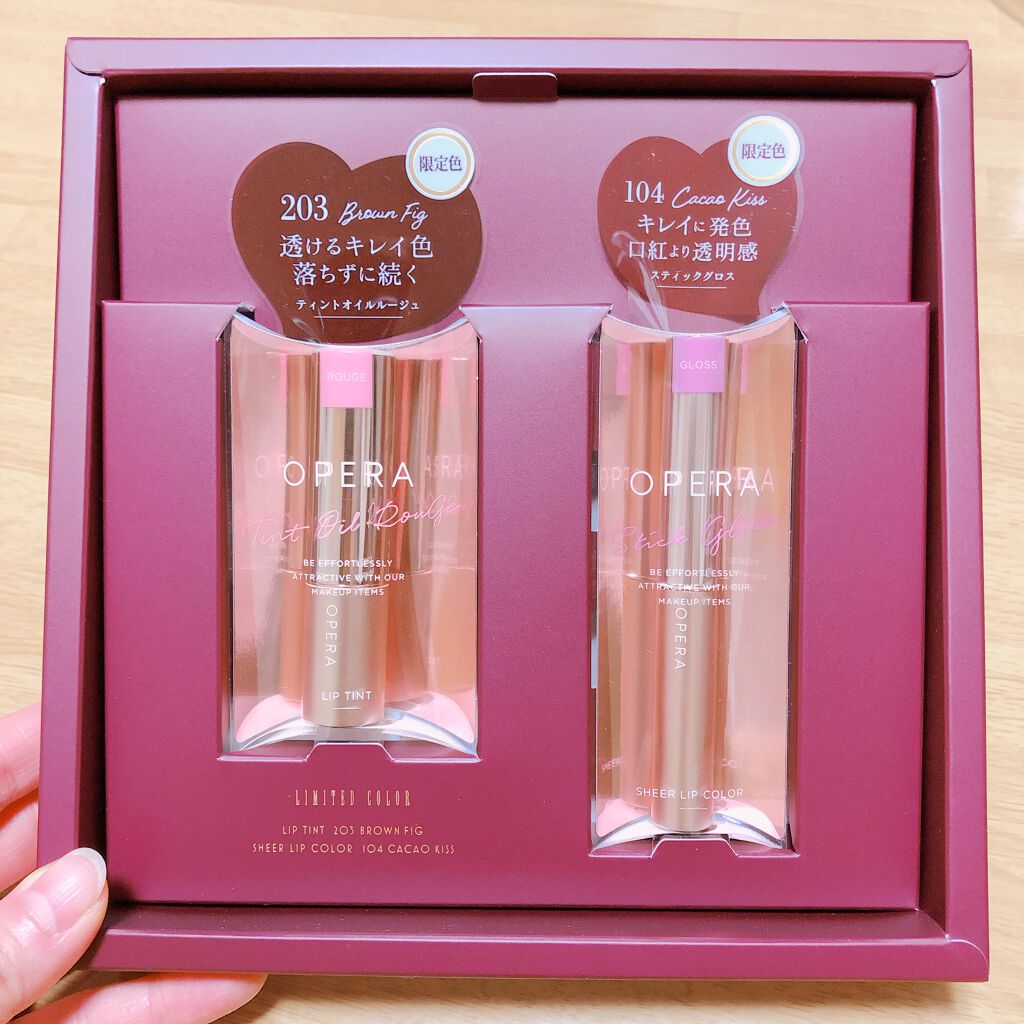 限定色
203 Brown Fig
透けるキレイ色
落ちずに続く
ティントオイルルージュ
ROUGE
OPERA
Tint Oil Rouge
BE EFFORTLESSLY
ATTRACTIVE WITH OUR
MAKEUP ITEMS
OPERA
LIP TINT
限定色
104 Cacao Kiss
キレイに発色
口紅より透明感
スティックグロス
GLOSS
OPERA
Stick Gloss
BE EFFORTLESSLY
ATTRACTIVE WITH OUR
MAKEUP ITEMS
OPERA
SHEER LIP COLOR
LIMITED COLOR
LIP TINT 203 BROWN FIG
SHEER LIP COLOR 104 CACAO KISS